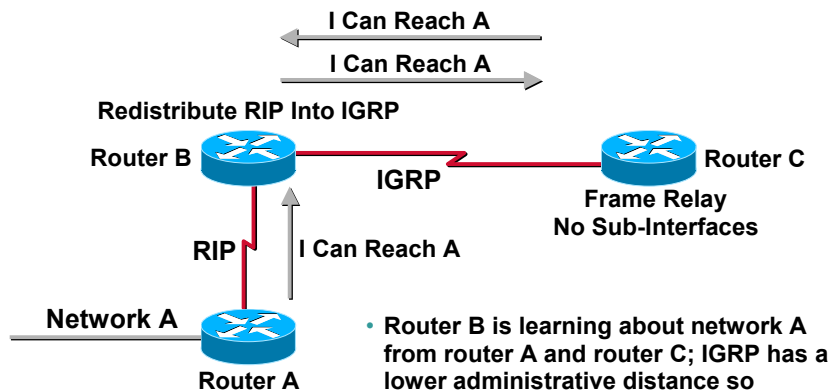 I Can Reach A
I Can Reach A
Redistribute RIP Into IGRP
Router B
Router C
IGRP
Frame Relay
No Sub-Interfaces
RIP
I Can Reach A
Network A
Router A
• Router B is learning about network A
from router A and router C; IGRP has a
lower administrative distance so